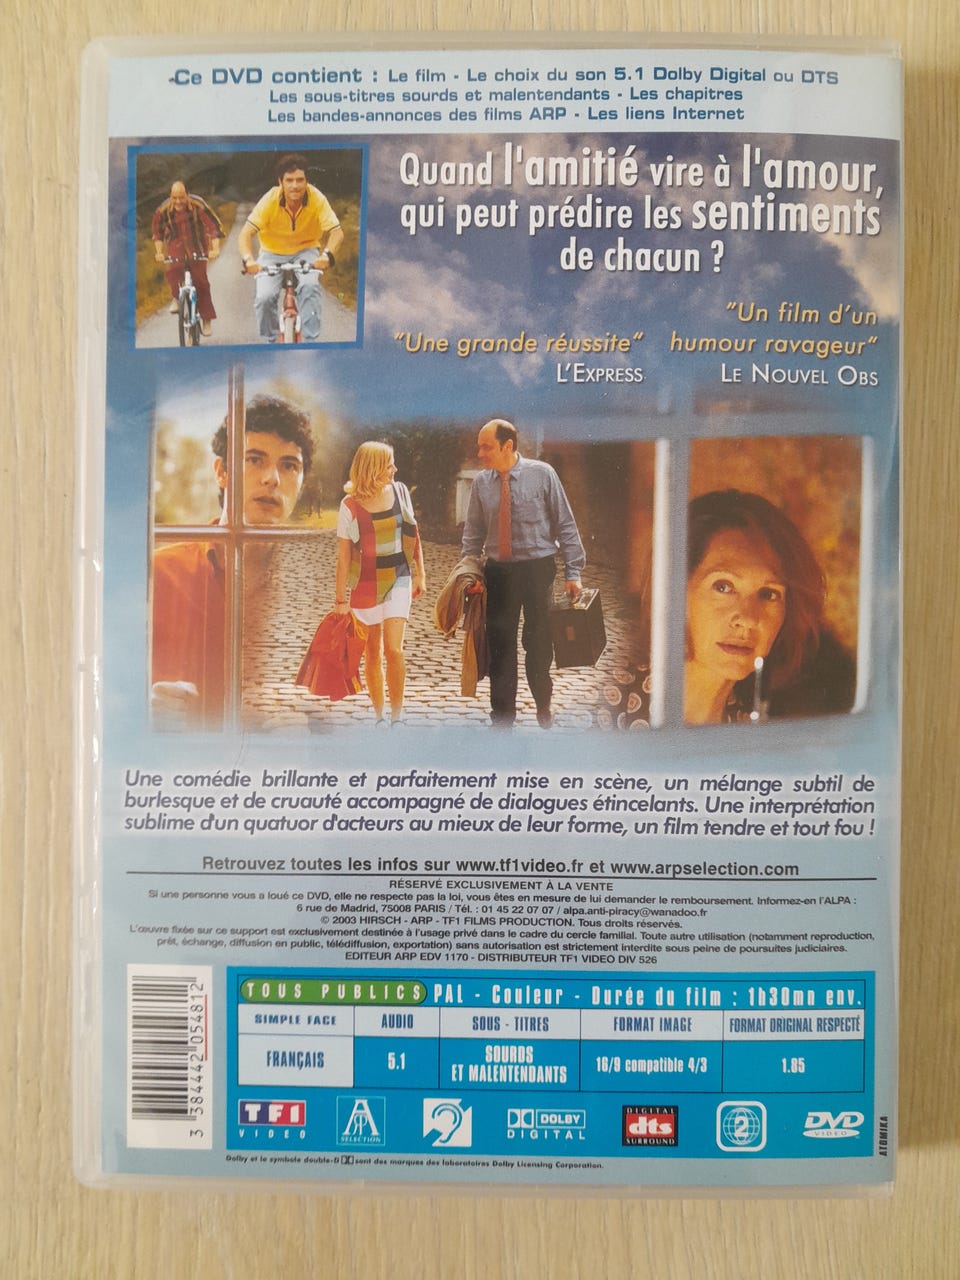 Ce DVD contient : Le film - Le choix du son 5.1 Dolby Digital ou DTS
Les sous-titres sourds et malentendants - Les chapitres
Les bandes-annonces des films ARP - Les liens Internet
Quand l'amitié vire à l'amour,
qui peut prédire les sentiments
de chacun ?
"Une grande réussite"
L'EXPRESS
"Un film d'un
humour ravageur"
LE NOUVEL OBS
Une comédie brillante et parfaitement mise en scène, un mélange subtil de
burlesque et de cruauté accompagné de dialogues étincelants. Une interprétation
sublime d'un quatuor d'acteurs au mieux de leur forme, un film tendre et tout fou !
Retrouvez toutes les infos sur www.tf1video.fr et www.arpselection.com
RÉSERVÉ EXCLUSIVEMENT À LA VENTE
Si une personne vous a loué ce DVD, elle ne respecte pas la loi, vous êtes en mesure de lui demander le remboursement. Informez-en l'ALPA :
6 rue de Madrid, 75008 PARIS / Tél. : 01 45 22 07 07 / alpa.anti-piracy@wanadoo.fr
© 2003 HIRSCH - ARP - TF1 FILMS PRODUCTION. Tous droits réservés.
L'œuvre fixée sur ce support est exclusivement destinée à l'usage privé dans le cadre du cercle familial. Toute autre utilisation (notamment reproduction,
prêt, échange, diffusion en public, télédiffusion, exportation) sans autorisation est strictement interdite sous peine de poursuites judiciaires.
EDITEUR ARP EDV 1170 - DISTRIBUTEUR TF1 VIDEO DIV 526
3 384442 054812
TOUS PUBLICS PAL - Couleur - Durée du film : 1h30mn env.
SIMPLE FACE AUDIO SOUS - TITRES FORMAT IMAGE FORMAT ORIGINAL RESPECTÉ
FRANÇAIS 5.1 SOURDS ET MALENTENDANTS 16/9 compatible 4/3 1.85
TF1 VIDEO
ARP SELECTION
DOLBY DIGITAL
DIGITAL dts SURROUND
2
DVD VIDEO
ATOMIKA
Dolby et le symbole double-D sont des marques des laboratoires Dolby Licensing Corporation.